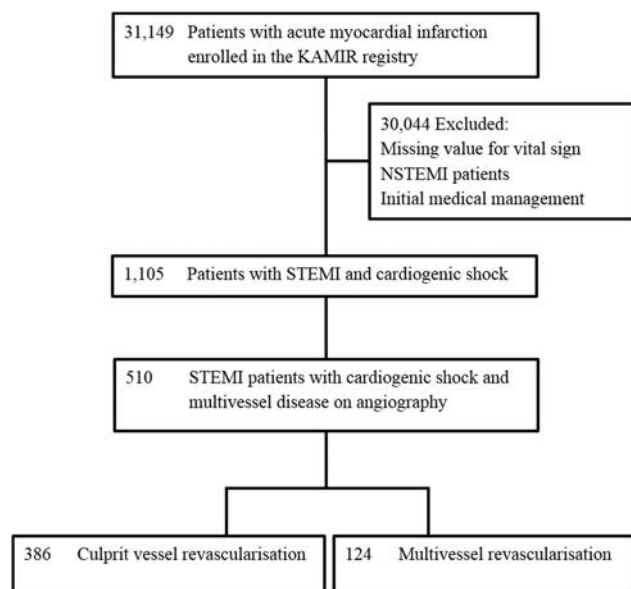 31,149 Patients with acute myocardial infarction
enrolled in the KAMIR registry
30,044 Excluded:
Missing value for vital sign
NSTEMI patients
Initial medical management
1,105 Patients with STEMI and cardiogenic shock
510 STEMI patients with cardiogenic shock and
multivessel disease on angiography
386 Culprit vessel revascularisation
124 Multivessel revascularisation